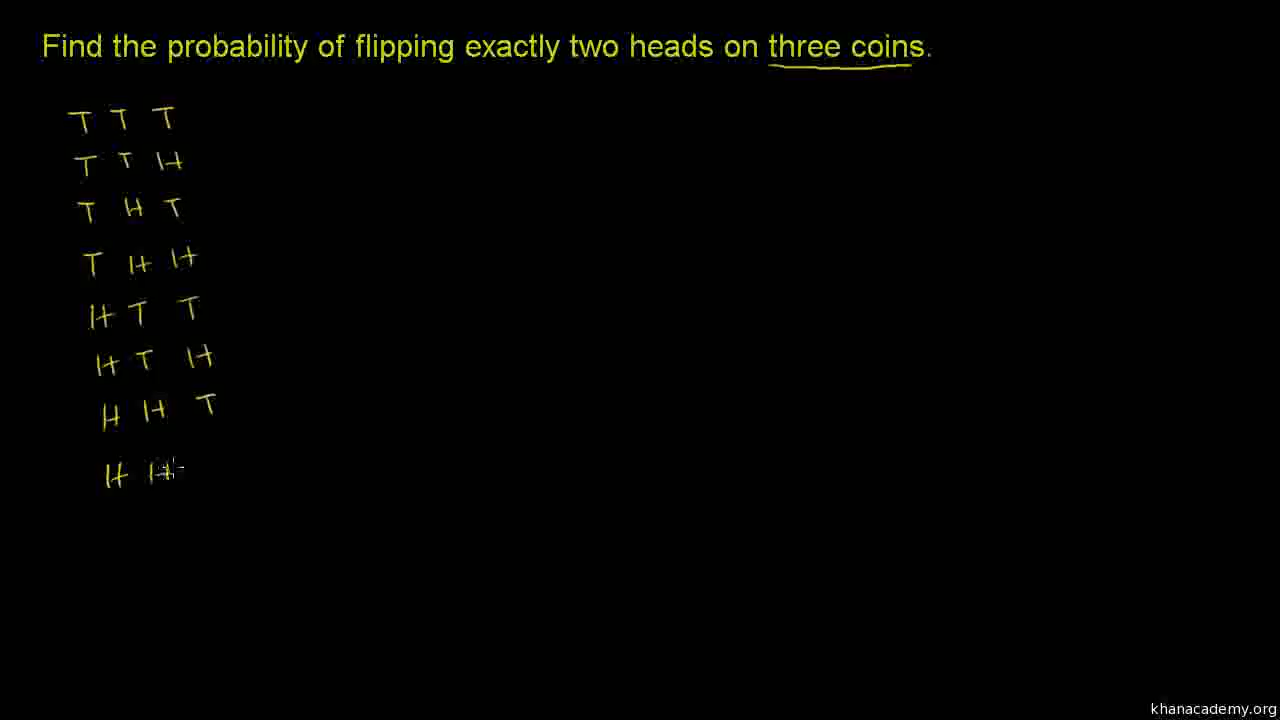 Find the probability of flipping exactly two heads on three coins.
T T T
T T H
T H T
T H H
H T T
H T H
H H T
H H
khanacademy.org